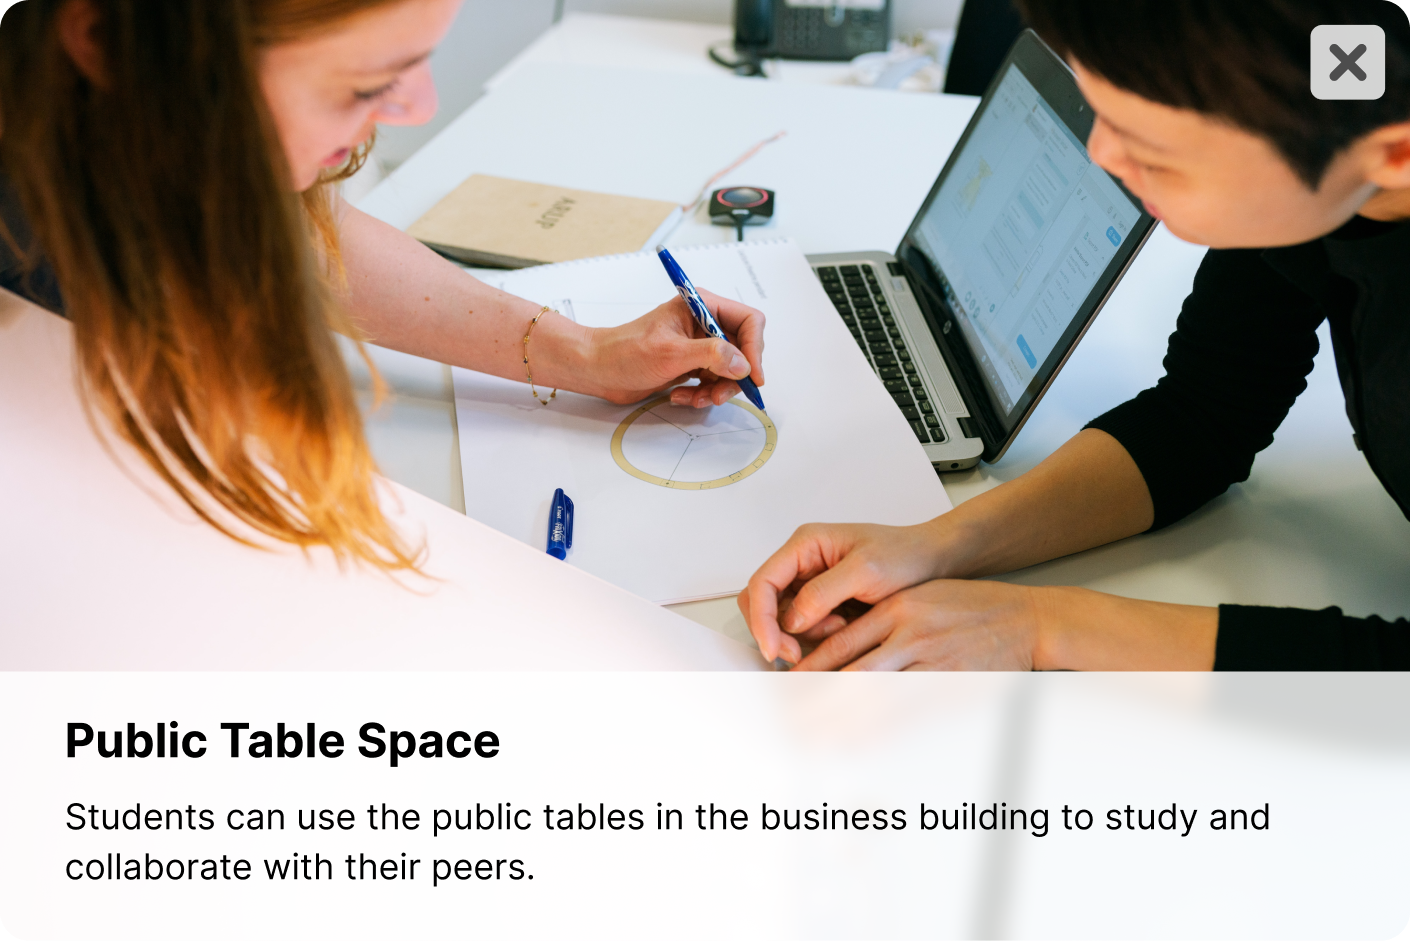 ARUP
Public Table Space
Students can use the public tables in the business building to study and
collaborate with their peers.